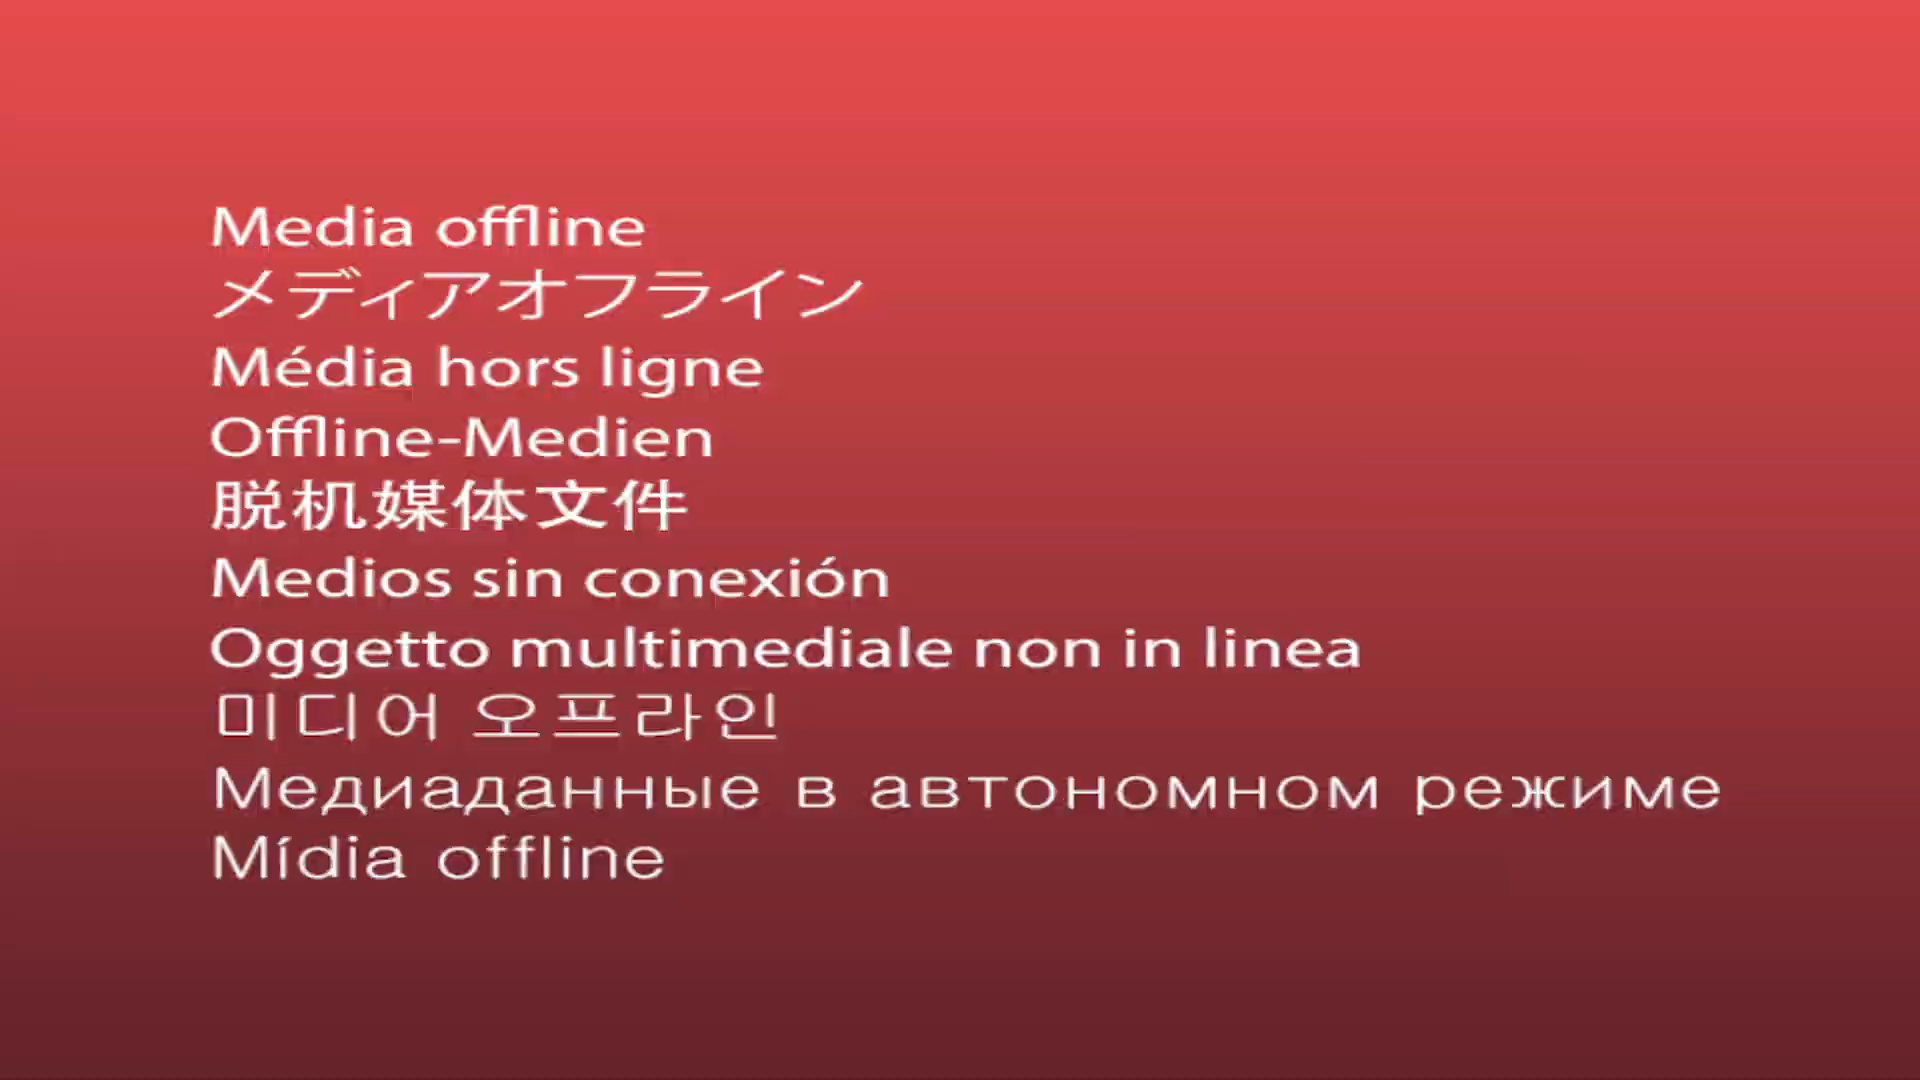 Media offline
メディアオフライン
Média hors ligne
Offline-Medien
脱机媒体文件
Medios sin conexión
Oggetto multimediale non in linea
미디어 오프라인
Медиаданные в автономном режиме
Mídia offline